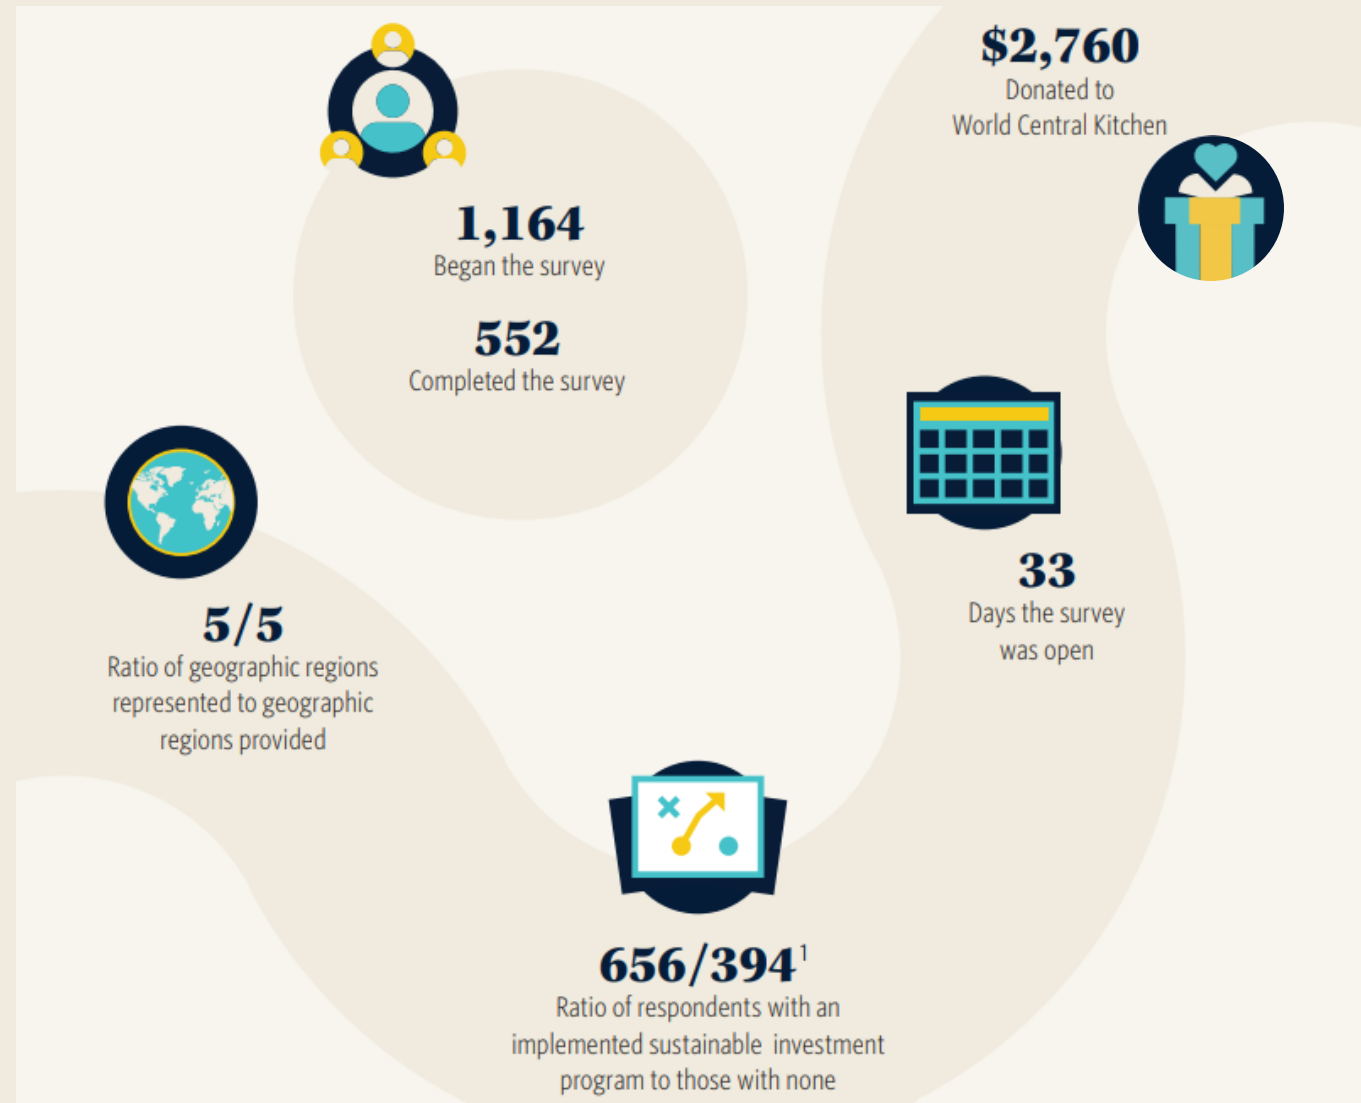 $2,760
Donated to
World Central Kitchen
1,164
Began the survey
552
Completed the survey
33
Days the survey
was open
5/5
Ratio of geographic regions
represented to geographic
regions provided
656/394¹
Ratio of respondents with an
implemented sustainable investment
program to those with none